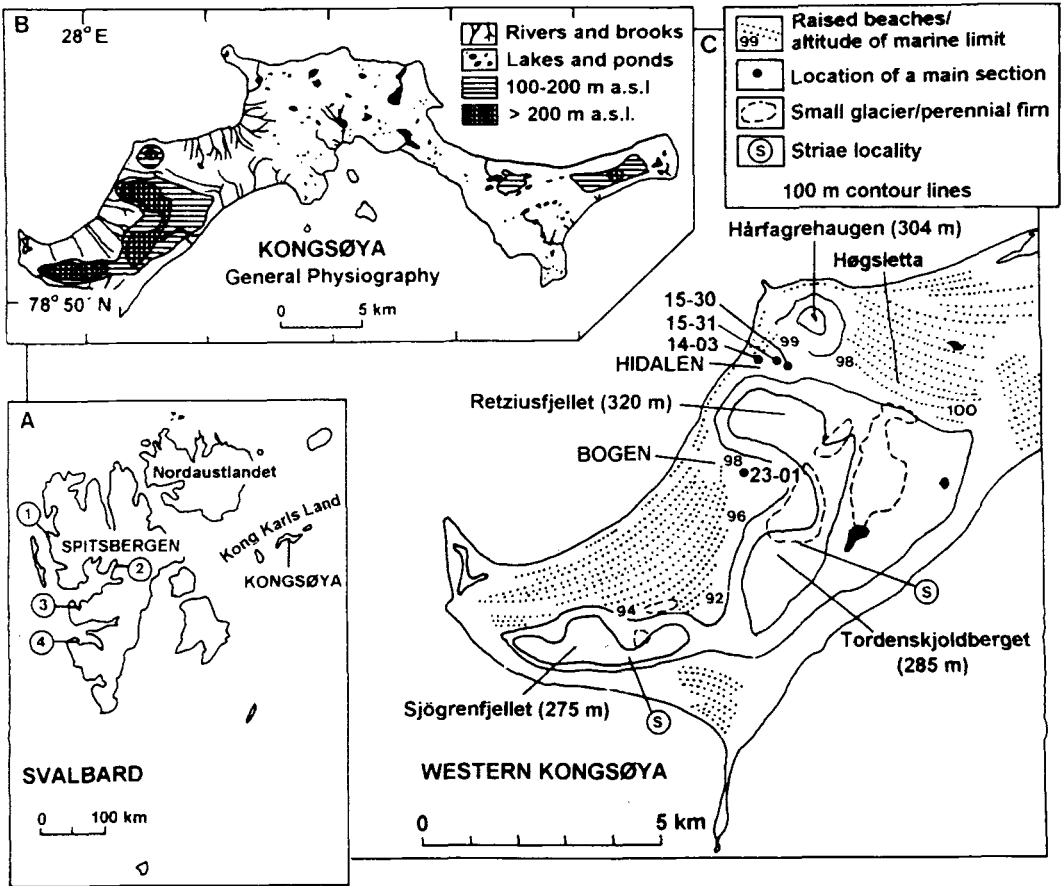 B
28° E
Rivers and brooks
Lakes and ponds
100-200 m a.s.l
> 200 m a.s.l.
KONGSØYA
General Physiography
78° 50´ N
0 5 km
C
99
Raised beaches/
altitude of marine limit
Location of a main section
Small glacier/perennial firn
S
Striae locality
100 m contour lines
Hårfagrehaugen (304 m)
Høgsletta
15-30
15-31
14-03
99
98
HIDALEN
Retziusfjellet (320 m)
100
BOGEN
98
23-01
96
92
94
S
Tordenskjoldberget
(285 m)
Sjögrenfjellet (275 m)
S
WESTERN KONGSØYA
0 5 km
A
Nordaustlandet
1
Kong Karls Land
SPITSBERGEN
2
KONGSØYA
3
4
SVALBARD
0 100 km